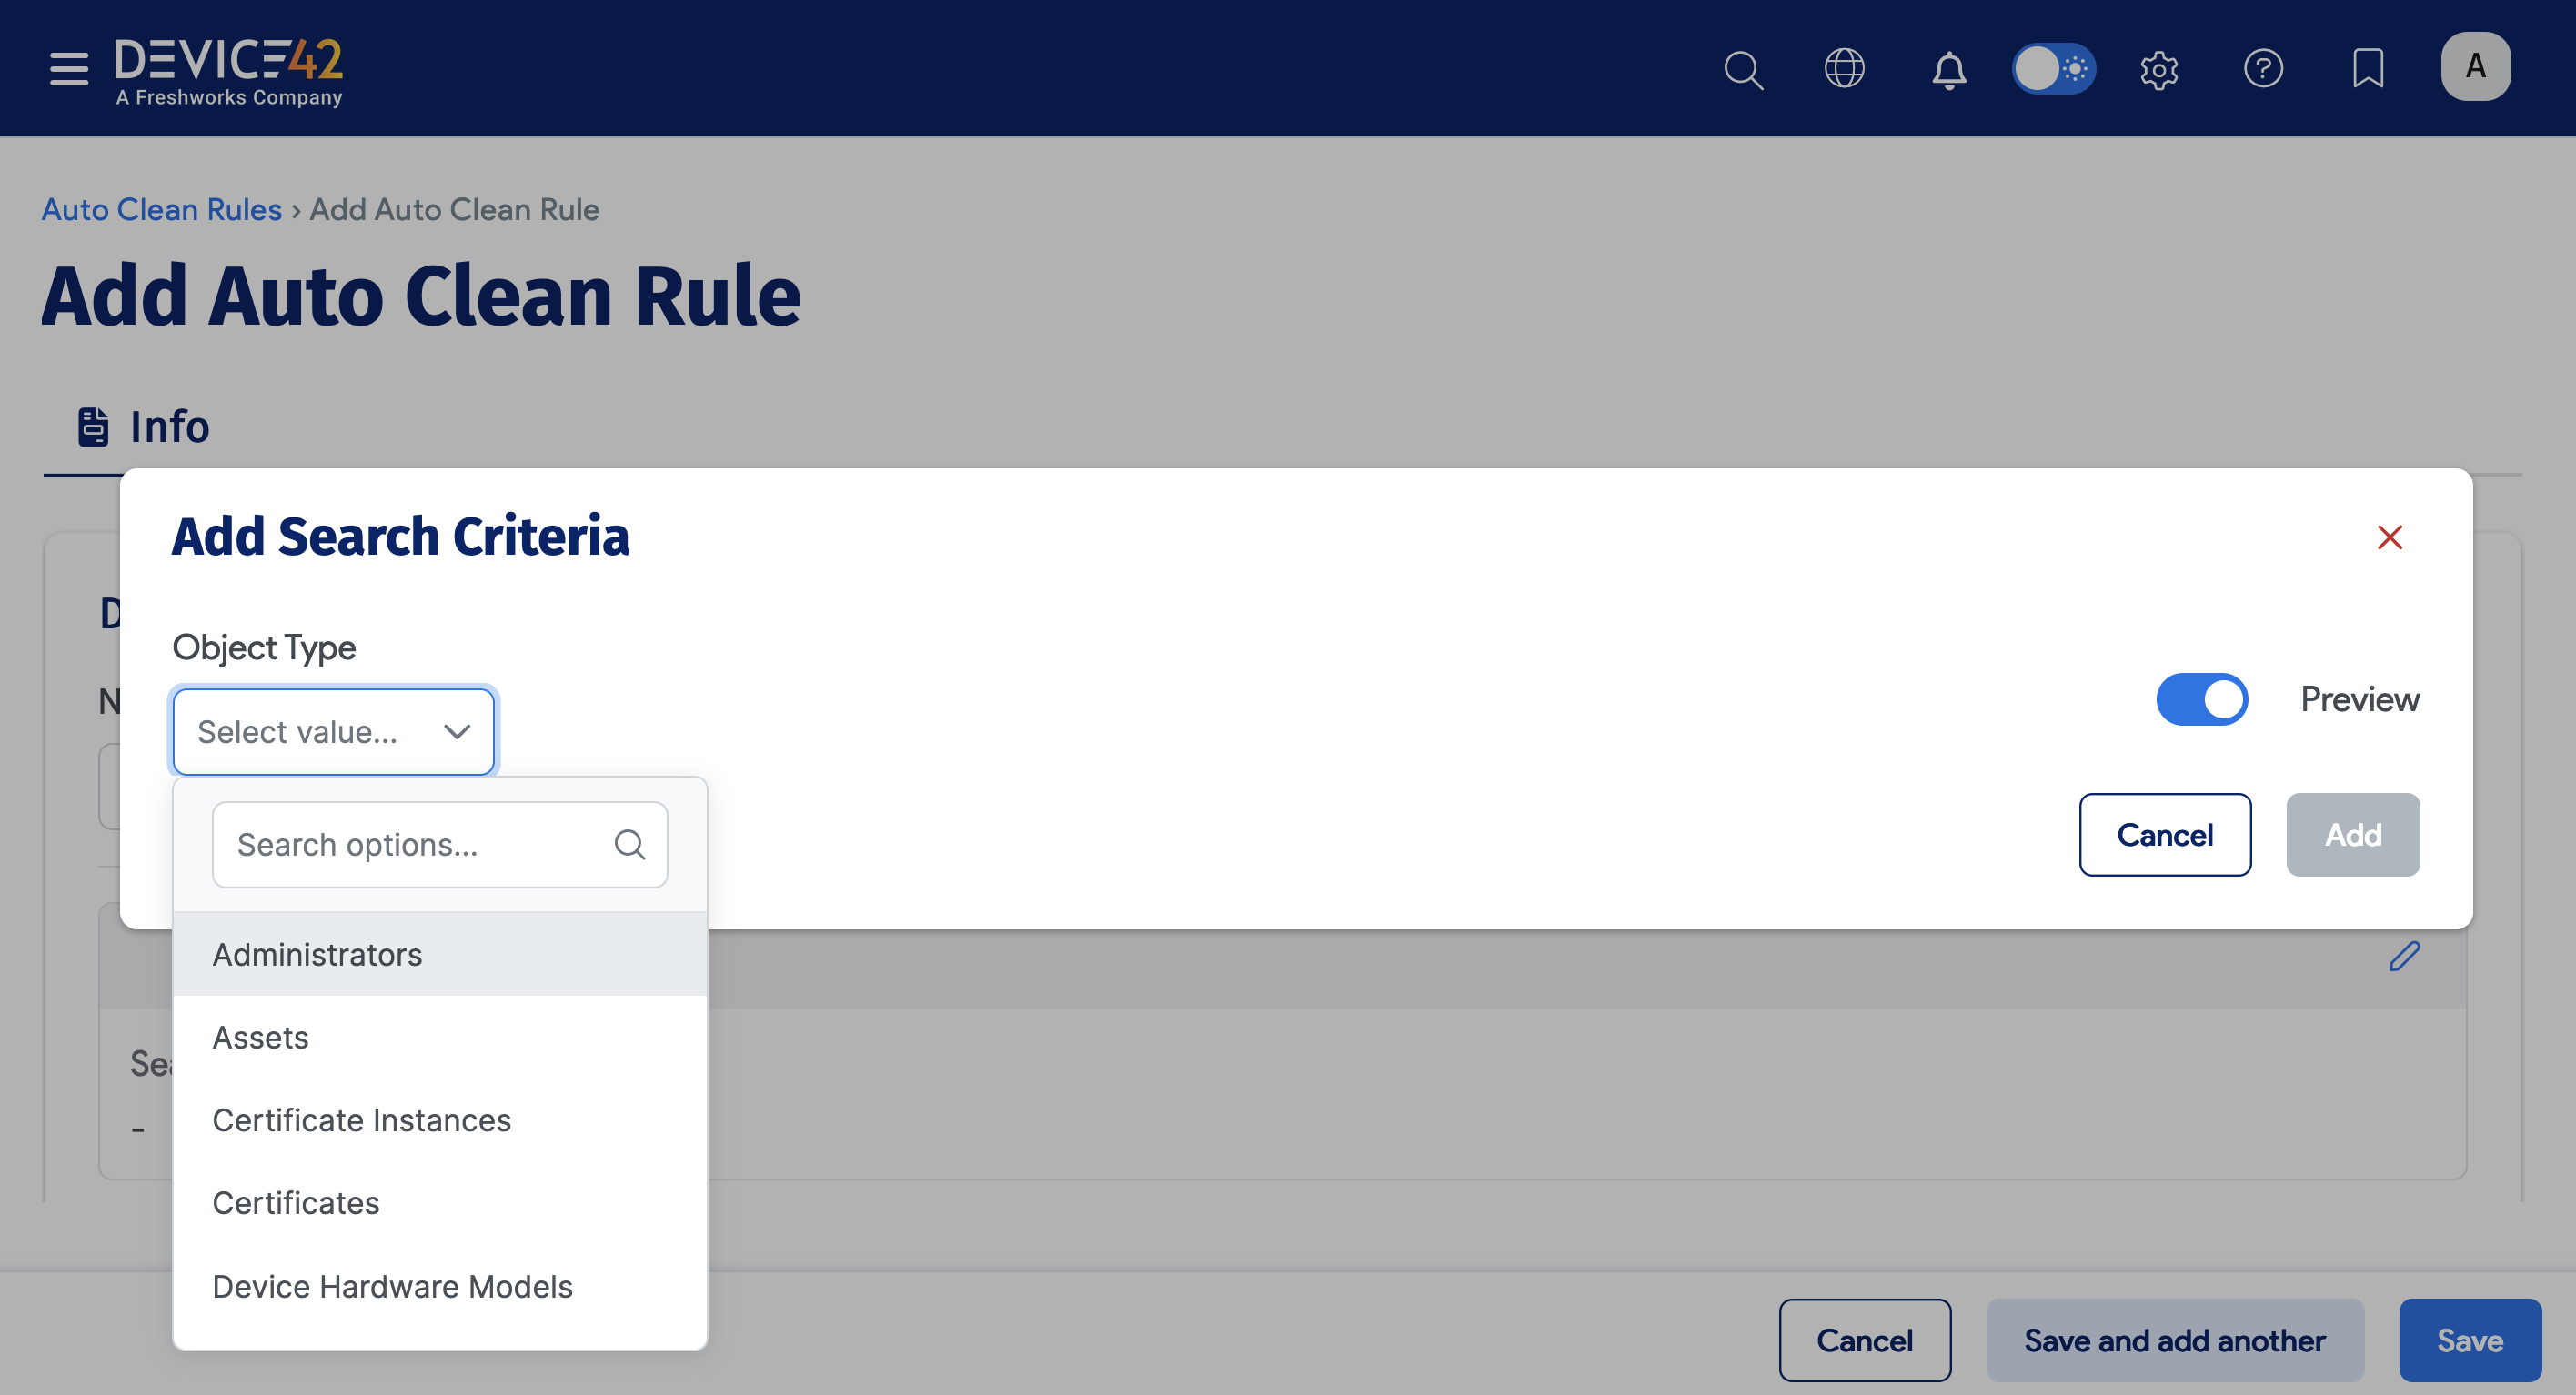 DEVICE42
A Freshworks Company
A
Auto Clean Rules › Add Auto Clean Rule
Add Auto Clean Rule
Info
Add Search Criteria
Object Type
Select value...
Preview
Search options...
Cancel
Add
Administrators
Assets
Certificate Instances
Certificates
Device Hardware Models
Cancel
Save and add another
Save